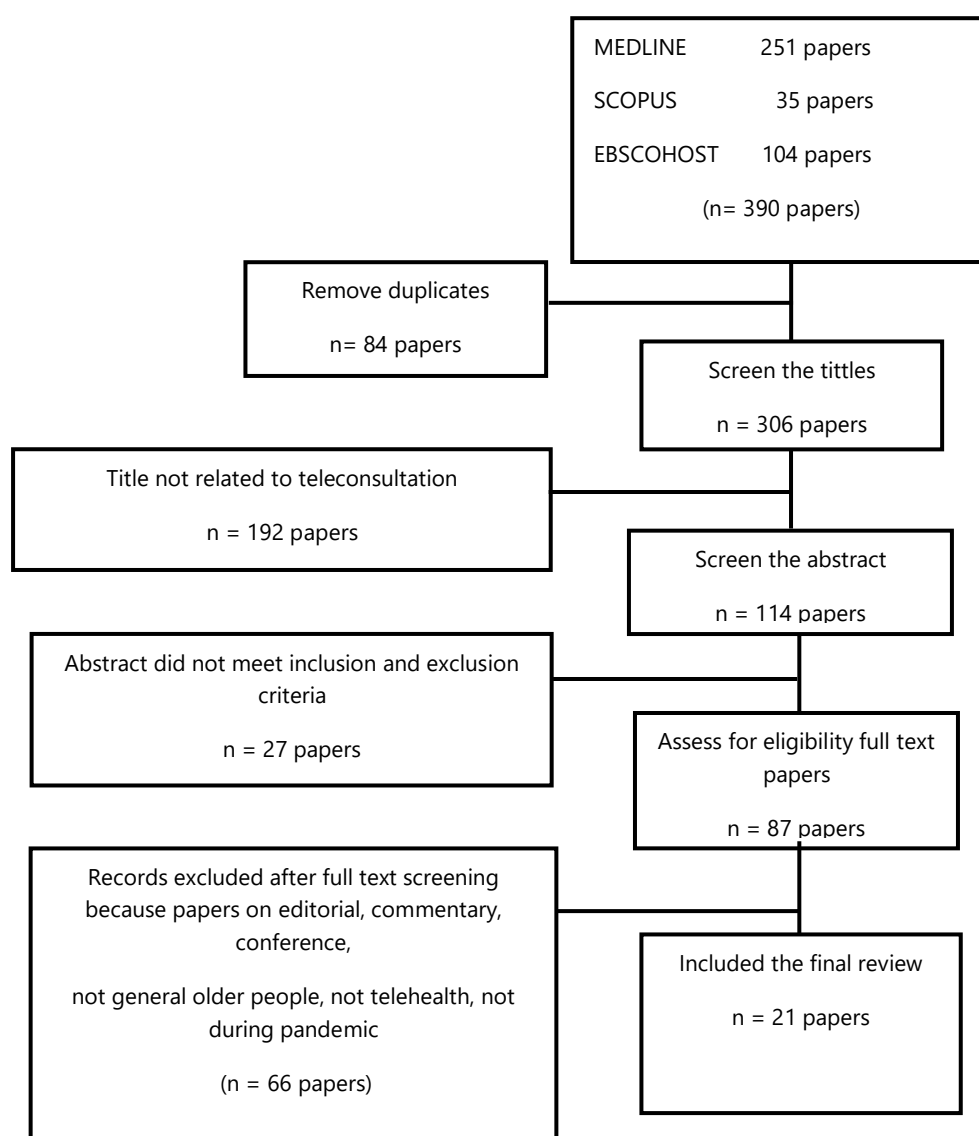 MEDLINE 251 papers
SCOPUS 35 papers
EBSCOHOST 104 papers
(n= 390 papers)
Remove duplicates
n= 84 papers
Screen the tittles
n = 306 papers
Title not related to teleconsultation
n = 192 papers
Screen the abstract
n = 114 papers
Abstract did not meet inclusion and exclusion
criteria
n = 27 papers
Assess for eligibility full text
papers
n = 87 papers
Records excluded after full text screening
because papers on editorial, commentary,
conference,
not general older people, not telehealth, not
during pandemic
(n = 66 papers)
Included the final review
n = 21 papers